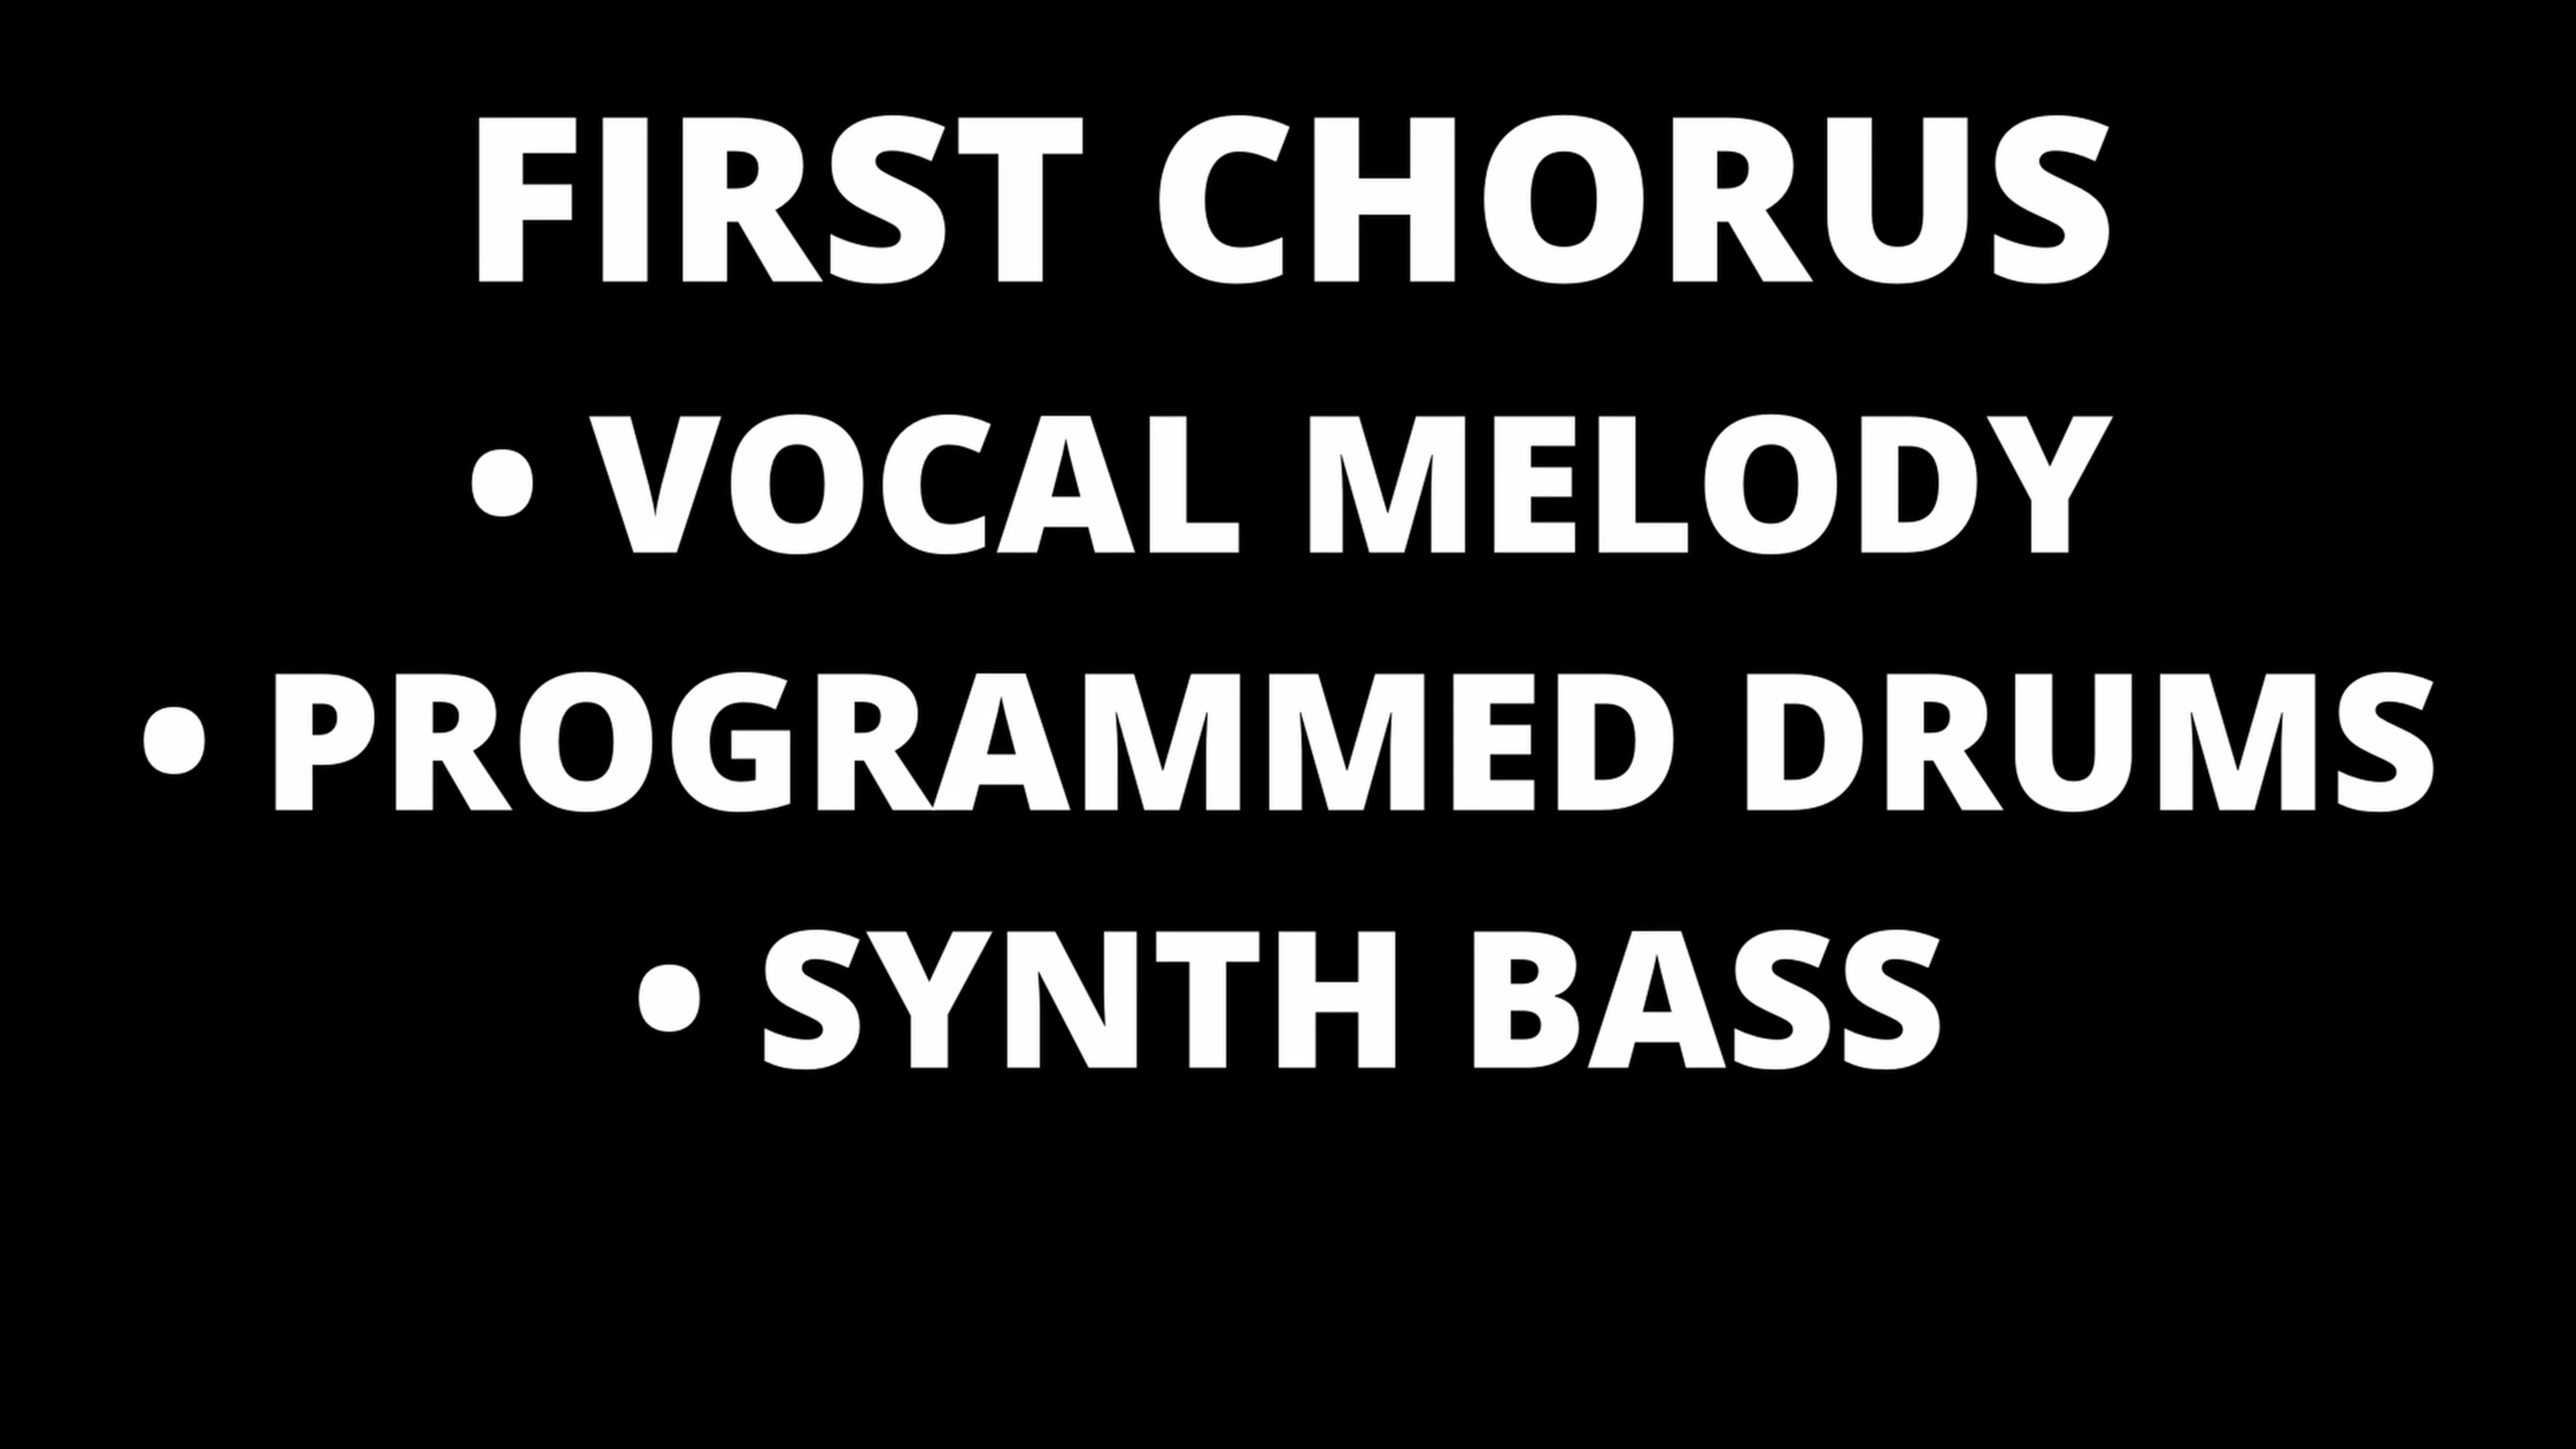 FIRST CHORUS
• VOCAL MELODY
• PROGRAMMED DRUMS
• SYNTH BASS